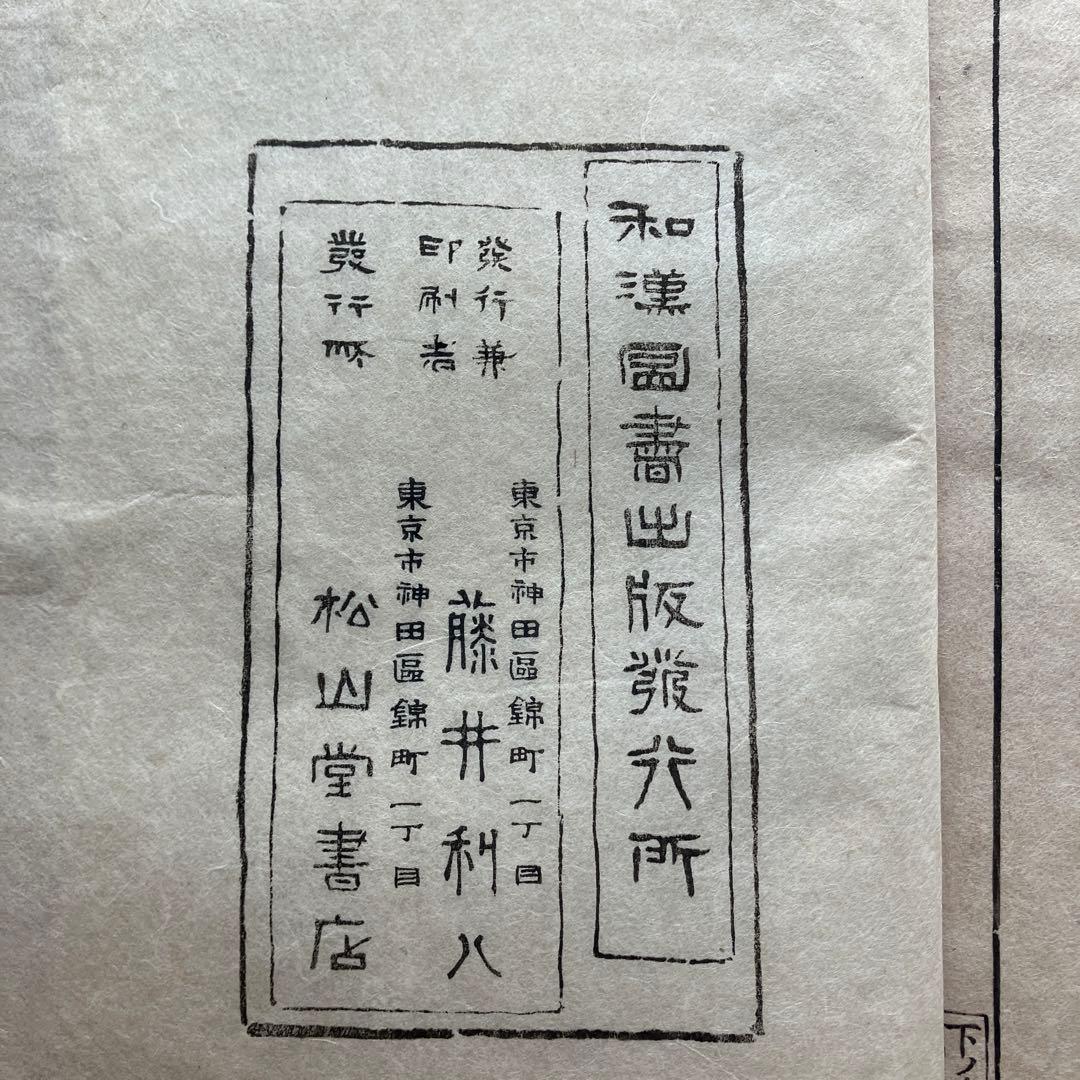 和漢圖書出版發行所
發行兼
印刷者
東京市神田區錦町一丁目
藤井利八
發行所
東京市神田區錦町一丁目
松山堂書店
下ノ